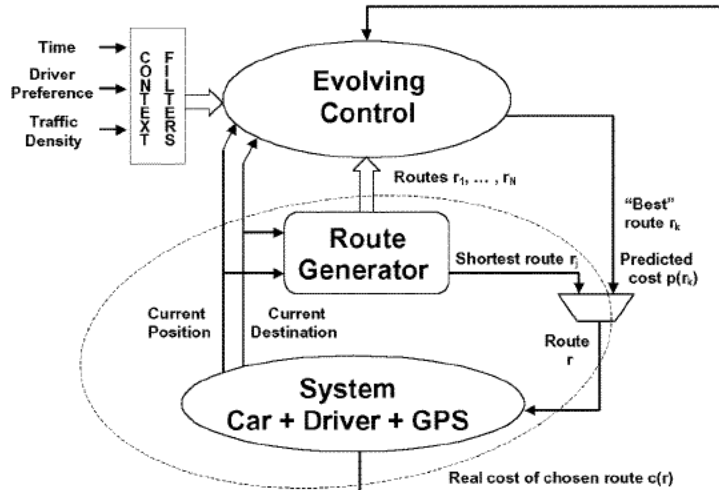 Time
Driver
Preference
Traffic
Density
CONTEXT
FILTERS
Evolving
Control
Routes r1, ... , rN
"Best"
route rk
Route
Generator
Shortest route rj
Predicted
cost p(rk)
Current
Position
Current
Destination
Route
r
System
Car + Driver + GPS
Real cost of chosen route c(r)